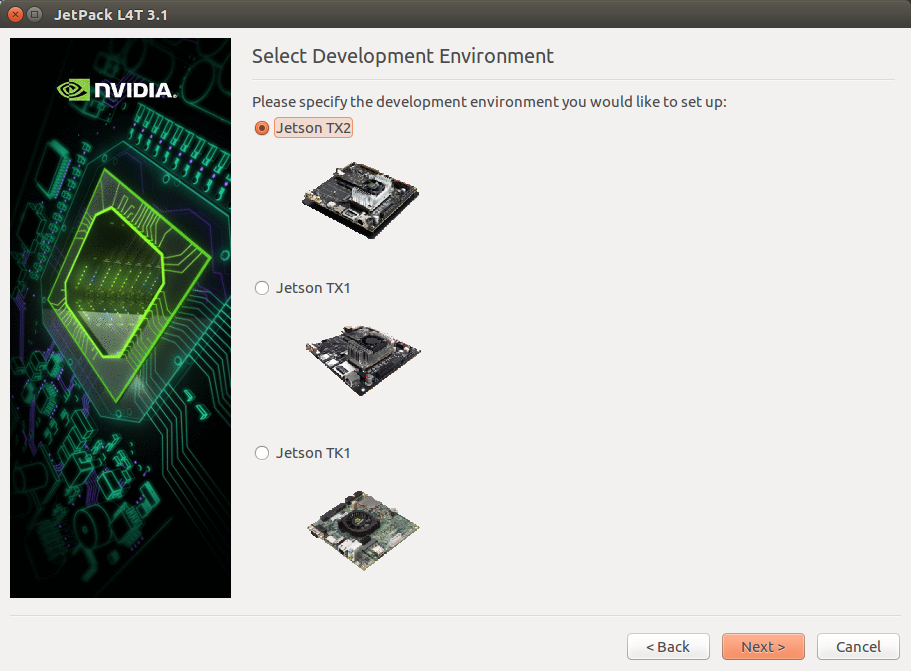 JetPack L4T 3.1
NVIDIA.
Select Development Environment
Please specify the development environment you would like to set up:
Jetson TX2
Jetson TX1
Jetson TK1
< Back
Next >
Cancel